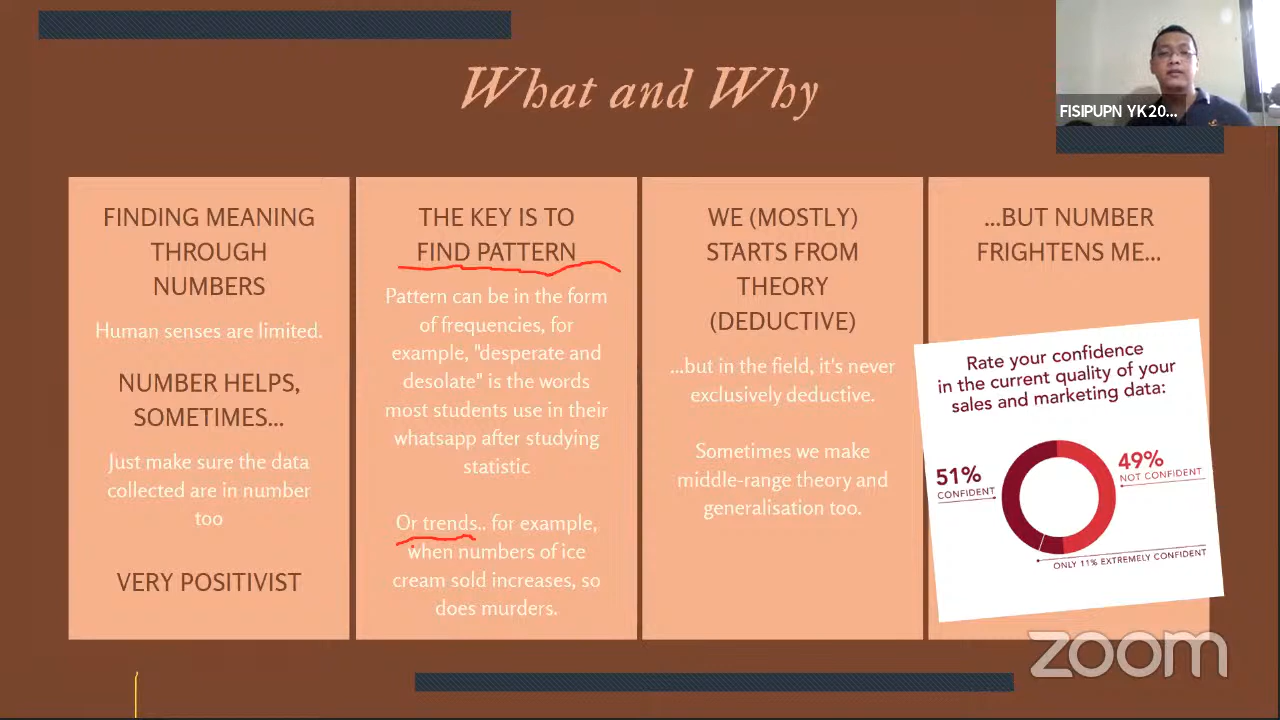 What and Why
FISIPUPN YK20...
FINDING MEANING
THROUGH
NUMBERS
Human senses are limited.
NUMBER HELPS,
SOMETIMES...
Just make sure the data
collected are in number
too
VERY POSITIVIST
THE KEY IS TO
FIND PATTERN
Pattern can be in the form
of frequencies, for
example, "desperate and
desolate" is the words
most students use in their
whatsapp after studying
statistic
Or trends.. for example,
when numbers of ice
cream sold increases, so
does murders.
WE (MOSTLY)
STARTS FROM
THEORY
(DEDUCTIVE)
...but in the field, it's never
exclusively deductive.
Sometimes we make
middle-range theory and
generalisation too.
...BUT NUMBER
FRIGHTENS ME...
Rate your confidence
in the current quality of your
sales and marketing data:
51%
CONFIDENT
49%
NOT CONFIDENT
ONLY 11% EXTREMELY CONFIDENT
zoom